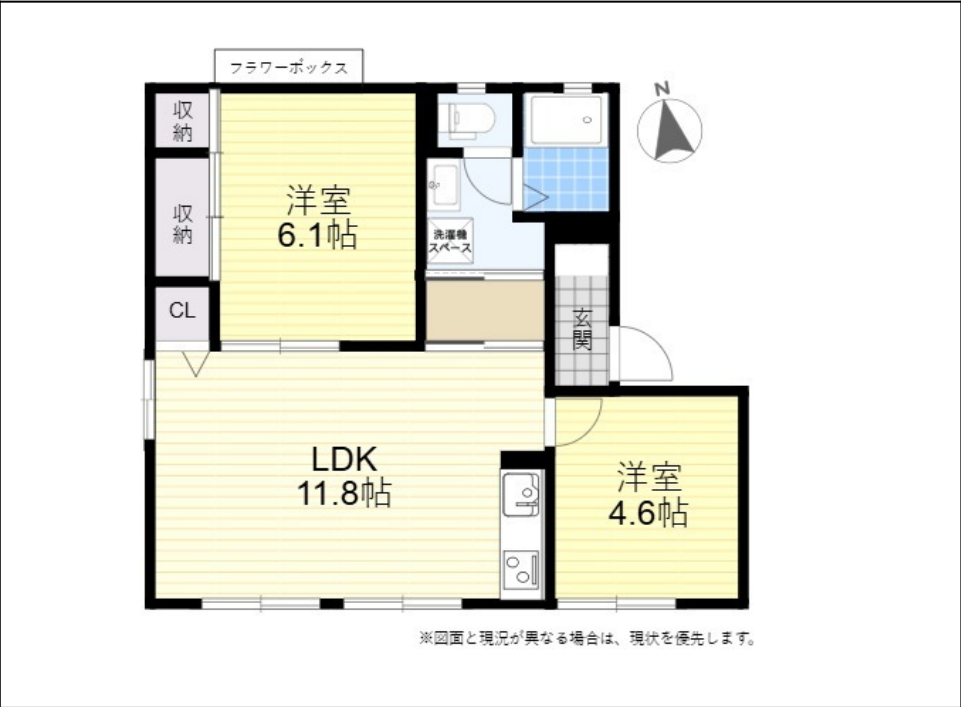 フラワーボックス
N
収
納
洋室
6.1帖
収
納
洗濯機
スペース
CL
玄
関
LDK
11.8帖
洋室
4.6帖
※図面と現況が異なる場合は、現状を優先します。